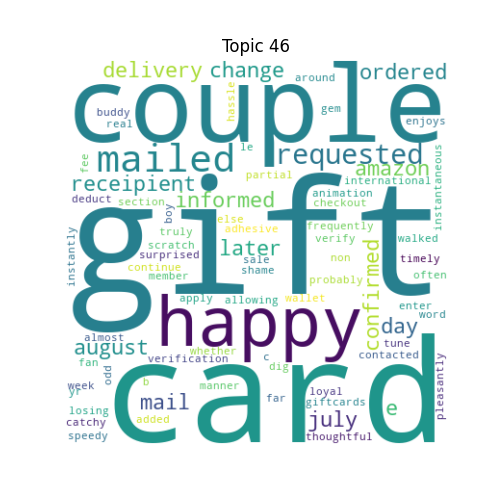 Topic 46
delivery change around ordered
couple
buddy real hassle gem enjoys
mailed le requested
fee partial amazon
receipient international
deduct section informed animation checkout instantaneous
gift
boy else adhesive frequently
truly verify walked
scratch later non
surprised sale timely
instantly continue shame probably often
member confirmed
apply allowing wallet enter
happy day word
almost whether tune
august verification c contacted
fan odd dig
card
week b manner far loyal pleasantly
yr mail giftcards e
losing added july
catchy
speedy thoughtful